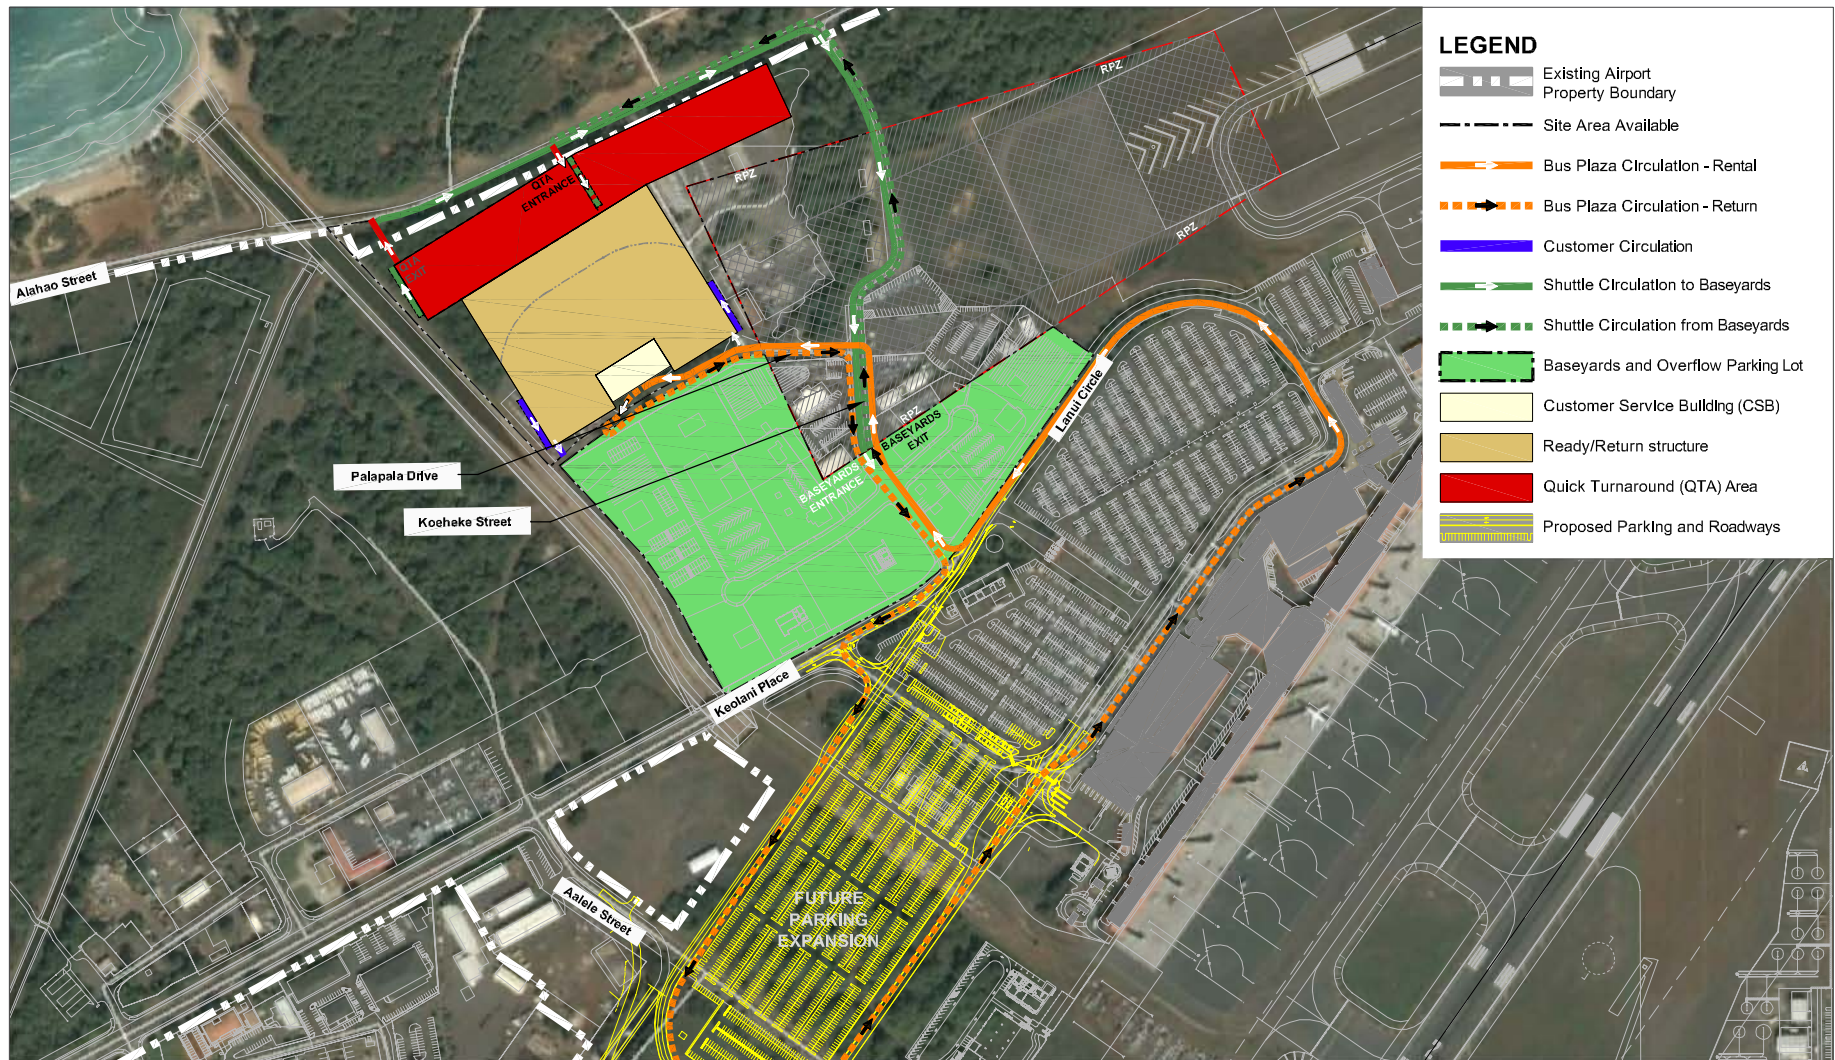 LEGEND
Existing Airport
Property Boundary
Site Area Available
Bus Plaza Circulation - Rental
Bus Plaza Circulation - Return
Customer Circulation
Shuttle Circulation to Baseyards
Shuttle Circulation from Baseyards
Baseyards and Overflow Parking Lot
Customer Service Building (CSB)
Ready/Return structure
Quick Turnaround (QTA) Area
Proposed Parking and Roadways
RPZ
RPZ
RPZ
RPZ
QTA
ENTRANCE
QTA
EXIT
Alahao Street
Lanui Circle
BASEYARDS
EXIT
BASEYARDS
ENTRANCE
Palapala Drive
Koeheke Street
Keolani Place
Aalele Street
FUTURE
PARKING
EXPANSION